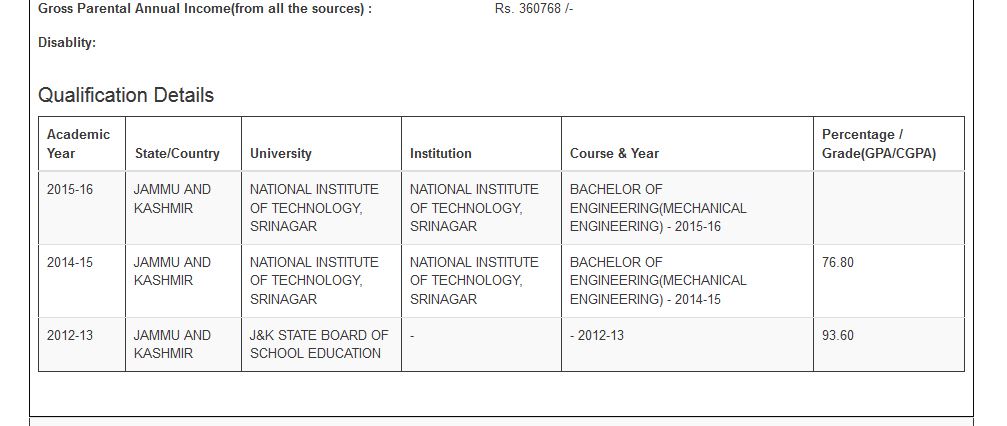 Gross Parental Annual Income(from all the sources) : Rs. 360768 /-
Disablity:
Qualification Details
Academic Year State/Country University Institution Course & Year Percentage / Grade(GPA/CGPA)
2015-16 JAMMU AND KASHMIR NATIONAL INSTITUTE OF TECHNOLOGY, SRINAGAR NATIONAL INSTITUTE OF TECHNOLOGY, SRINAGAR BACHELOR OF ENGINEERING(MECHANICAL ENGINEERING) - 2015-16
2014-15 JAMMU AND KASHMIR NATIONAL INSTITUTE OF TECHNOLOGY, SRINAGAR NATIONAL INSTITUTE OF TECHNOLOGY, SRINAGAR BACHELOR OF ENGINEERING(MECHANICAL ENGINEERING) - 2014-15 76.80
2012-13 JAMMU AND KASHMIR J&K STATE BOARD OF SCHOOL EDUCATION - - 2012-13 93.60